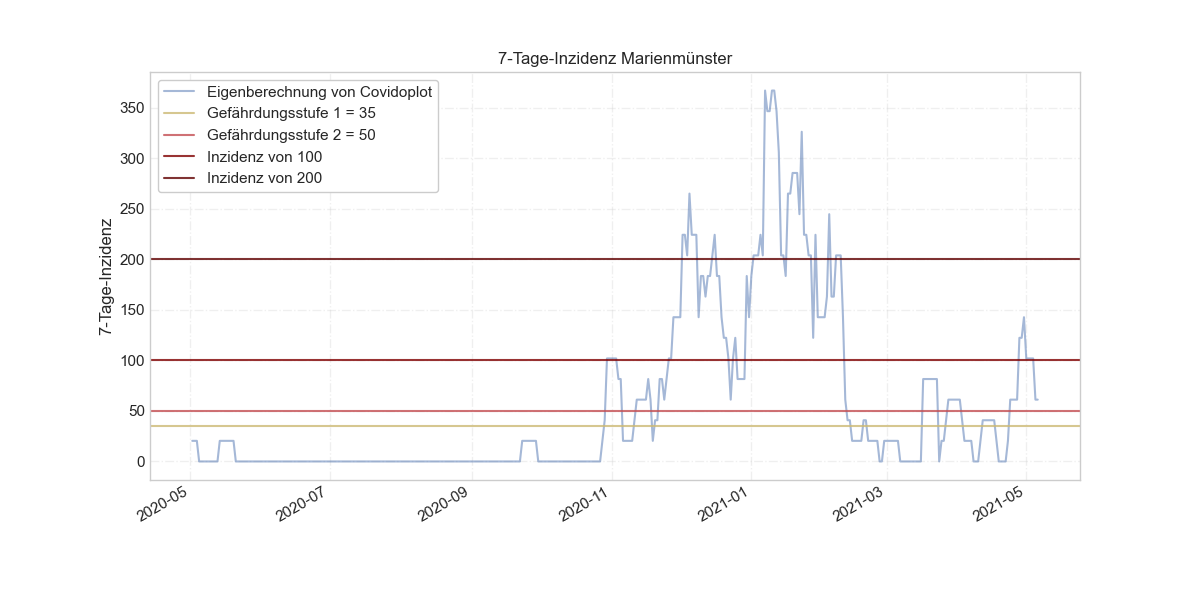 7-Tage-Inzidenz Marienmünster
Eigenberechnung von Covidoplot
Gefährdungsstufe 1 = 35
Gefährdungsstufe 2 = 50
Inzidenz von 100
Inzidenz von 200
7-Tage-Inzidenz
350
300
250
200
150
100
50
0
2020-05
2020-07
2020-09
2020-11
2021-01
2021-03
2021-05